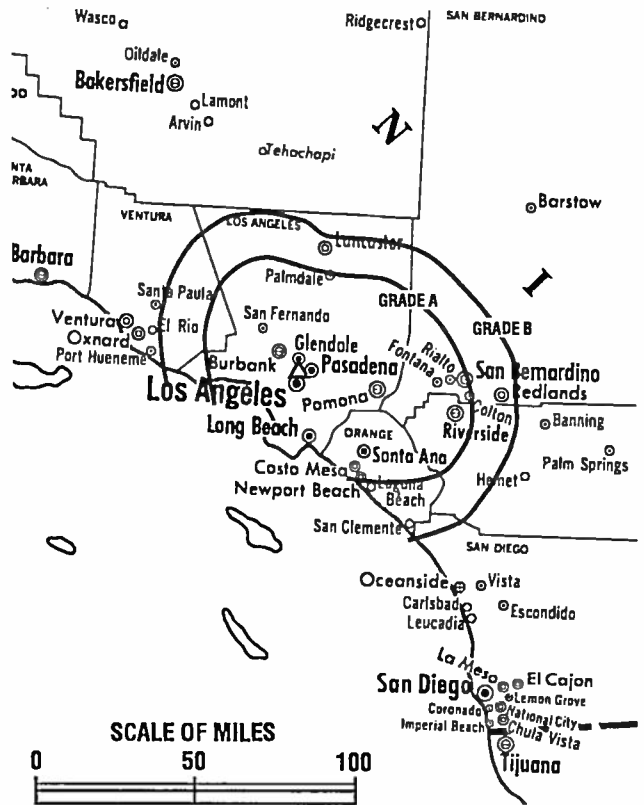 Wasco
Ridgecrest
SAN BERNARDINO
Oildale
Bakersfield
Lamont
Arvin
N
Tehachapi
NTA
RBARA
VENTURA
LOS ANGELES
Barstow
Lancaster
Barbara
I
Palmdale
GRADE A
Santa Paula
GRADE B
Ventura
El Rio
San Fernando
Oxnard
Port Hueneme
Glendale
Burbank
Pasadena
Rialto
Fontana
San Bernardino
Los Angeles
Pomona
Redlands
Colton
Long Beach
ORANGE
Riverside
Banning
Santa Ana
Palm Springs
Costa Mesa
Hemet
Newport Beach
Laguna
Beach
San Clemente
SAN DIEGO
Oceanside
Vista
Carlsbad
Escondido
Leucadia
La Mesa
El Cajon
San Diego
Lemon Grove
Coronado
National City
Imperial Beach
Chula Vista
SCALE OF MILES
Tijuana
0
50
100